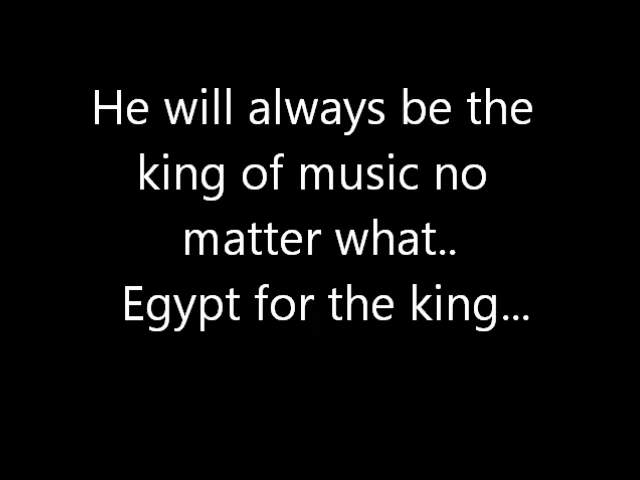 He will always be the
king of music no
matter what..
Egypt for the king...